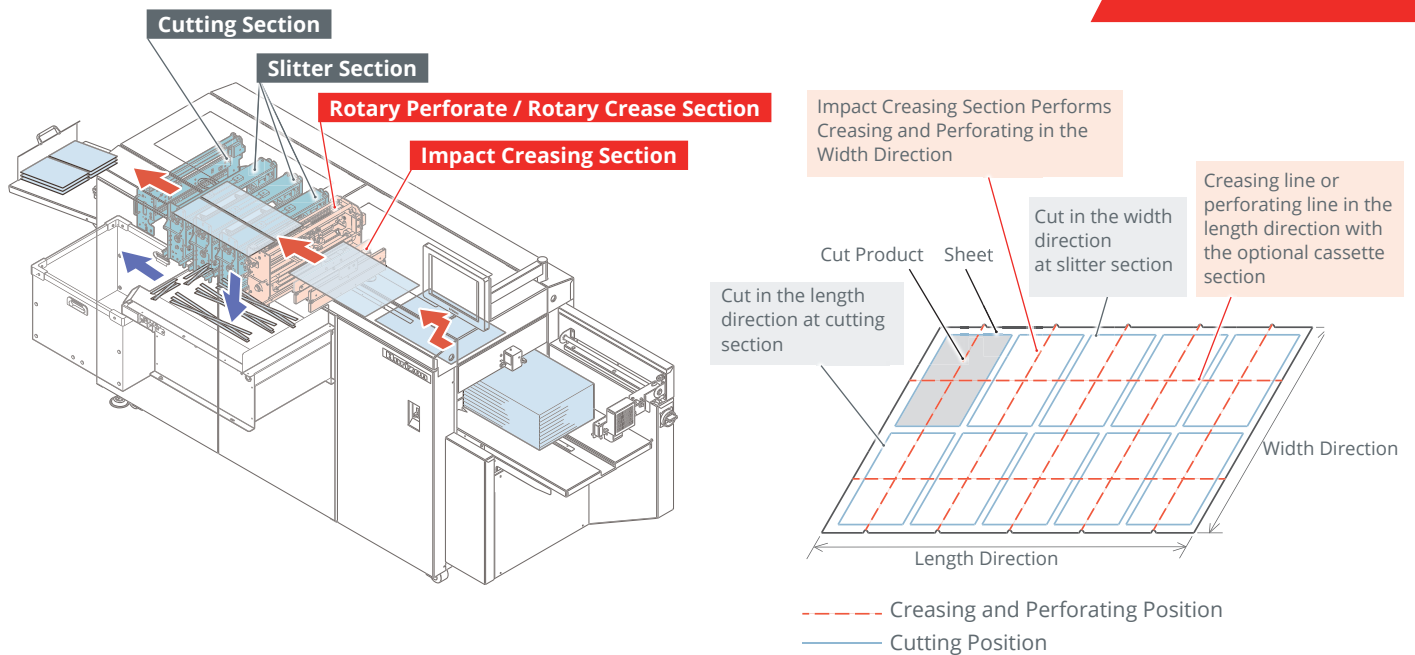 Cutting Section
Slitter Section
Rotary Perforate / Rotary Crease Section
Impact Creasing Section
Impact Creasing Section Performs
Creasing and Perforating in the
Width Direction
Creasing line or
perforating line in the
length direction with
the optional cassette
section
Cut in the width
direction
at slitter section
Cut Product
Sheet
Cut in the length
direction at cutting
section
Width Direction
Length Direction
Creasing and Perforating Position
Cutting Position